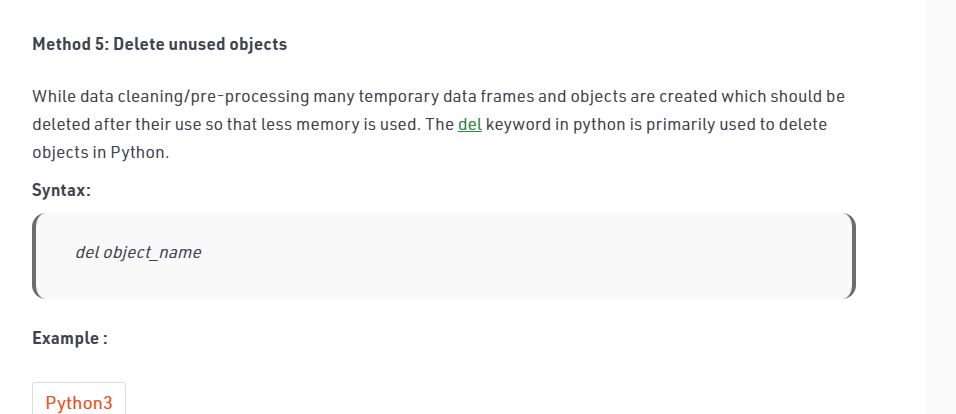 Method 5: Delete unused objects
While data cleaning/pre-processing many temporary data frames and objects are created which should be
deleted after their use so that less memory is used. The del keyword in python is primarily used to delete
objects in Python.
Syntax:
del object_name
Example :
Python3